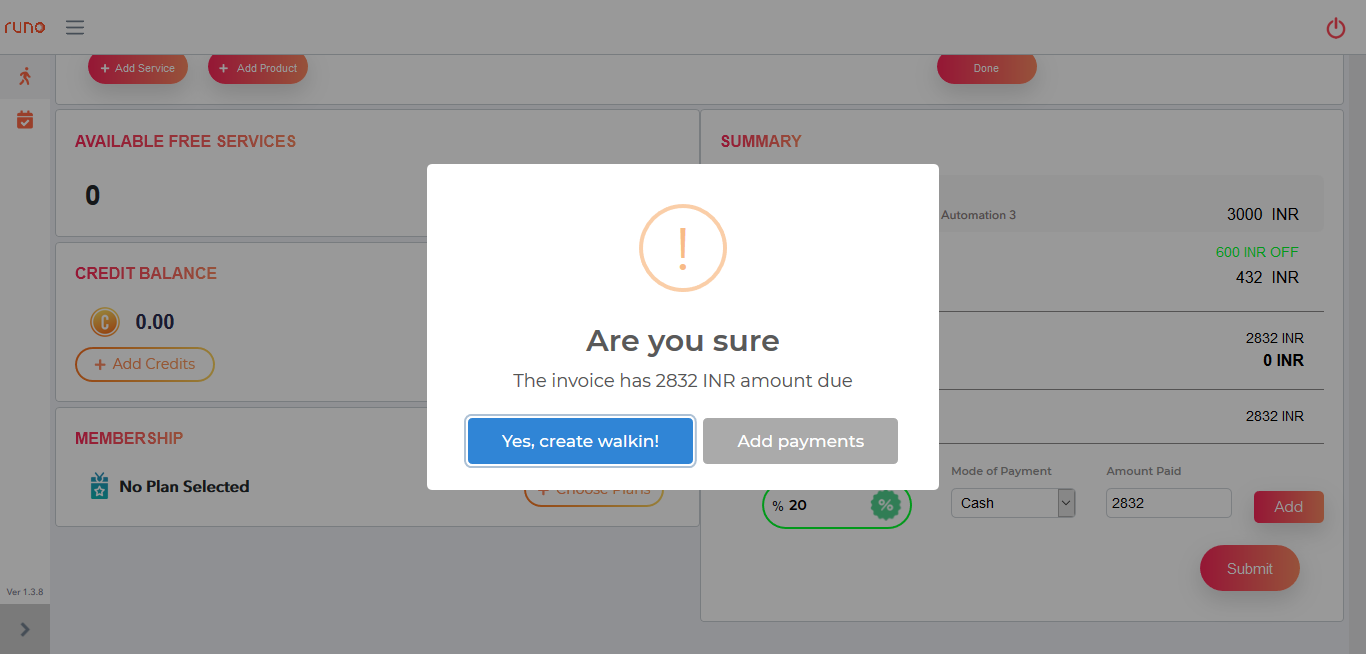 runo
+ Add Service
+ Add Product
Done
AVAILABLE FREE SERVICES
0
CREDIT BALANCE
C 0.00
+ Add Credits
MEMBERSHIP
No Plan Selected
+ Choose Plans
SUMMARY
Automation 3
3000 INR
600 INR OFF
432 INR
2832 INR
0 INR
2832 INR
% 20
%
Mode of Payment
Cash
Amount Paid
2832
Add
Submit
!
Are you sure
The invoice has 2832 INR amount due
Yes, create walkin!
Add payments
Ver 1.3.8